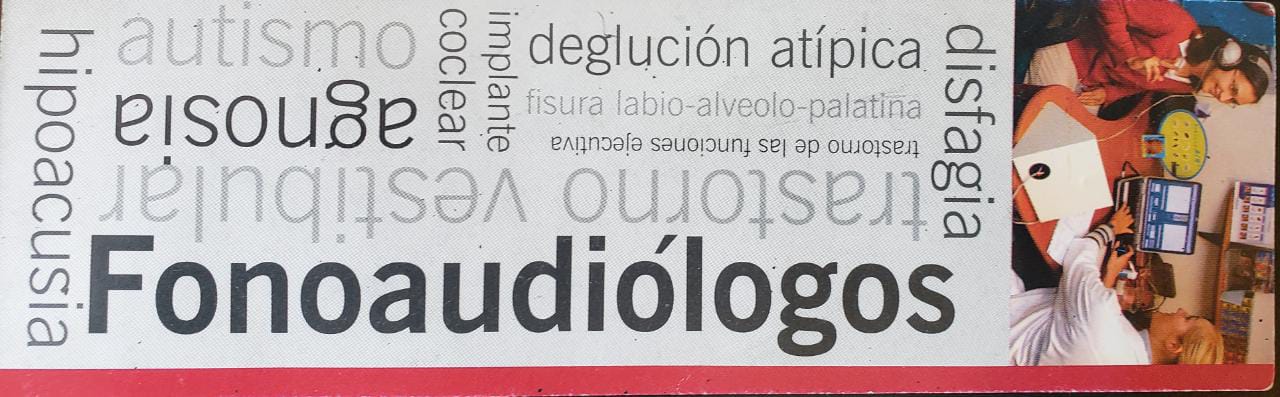 hipoacusia
autismo
agnosia
implante
coclear
deglución atípica
fisura labio-alveolo-palatina
trastorno de las funciones ejecutiva
trastorno vestibular
disfagia
Fonoaudiólogos